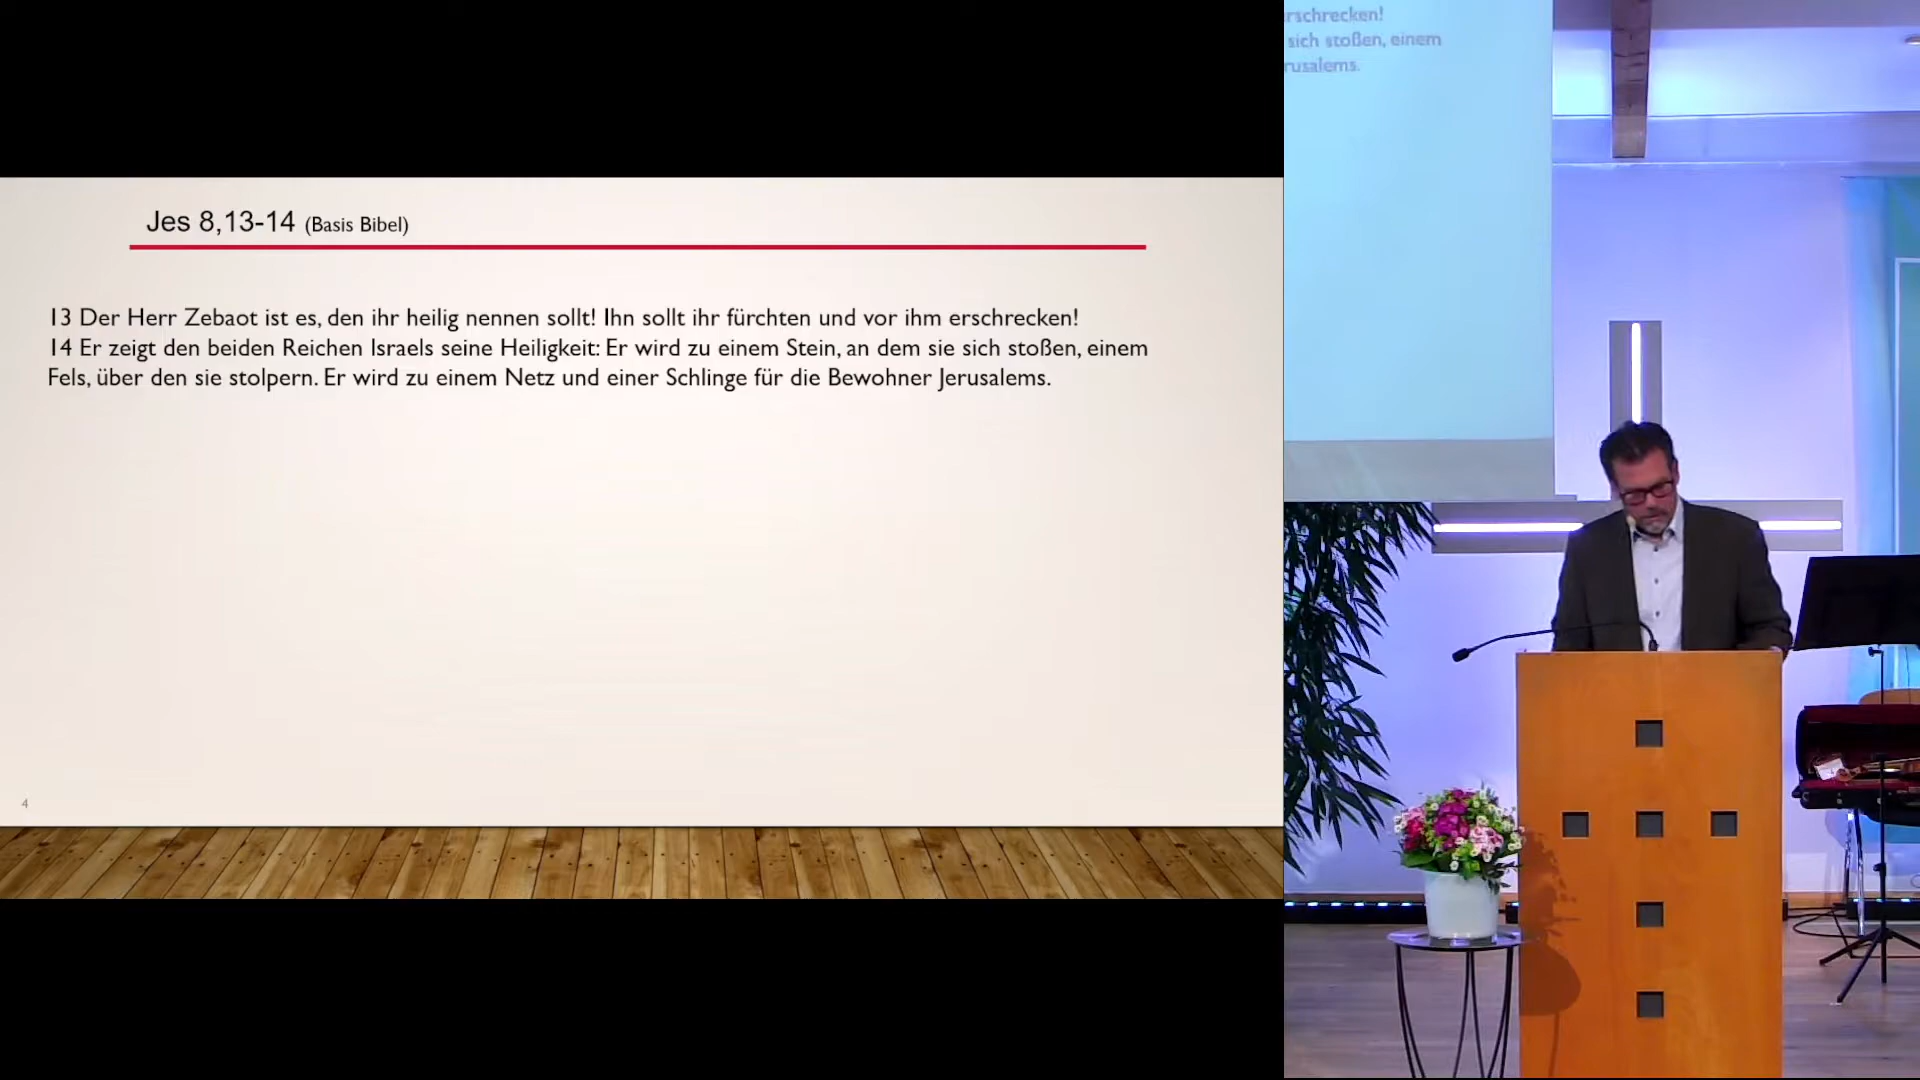 Jes 8,13-14 (Basis Bibel)
13 Der Herr Zebaot ist es, den ihr heilig nennen sollt! Ihn sollt ihr fürchten und vor ihm erschrecken!
14 Er zeigt den beiden Reichen Israels seine Heiligkeit: Er wird zu einem Stein, an dem sie sich stoßen, einem
Fels, über den sie stolpern. Er wird zu einem Netz und einer Schlinge für die Bewohner Jerusalems.
4
rschrecken!
sich stoßen, einem
rusalems.